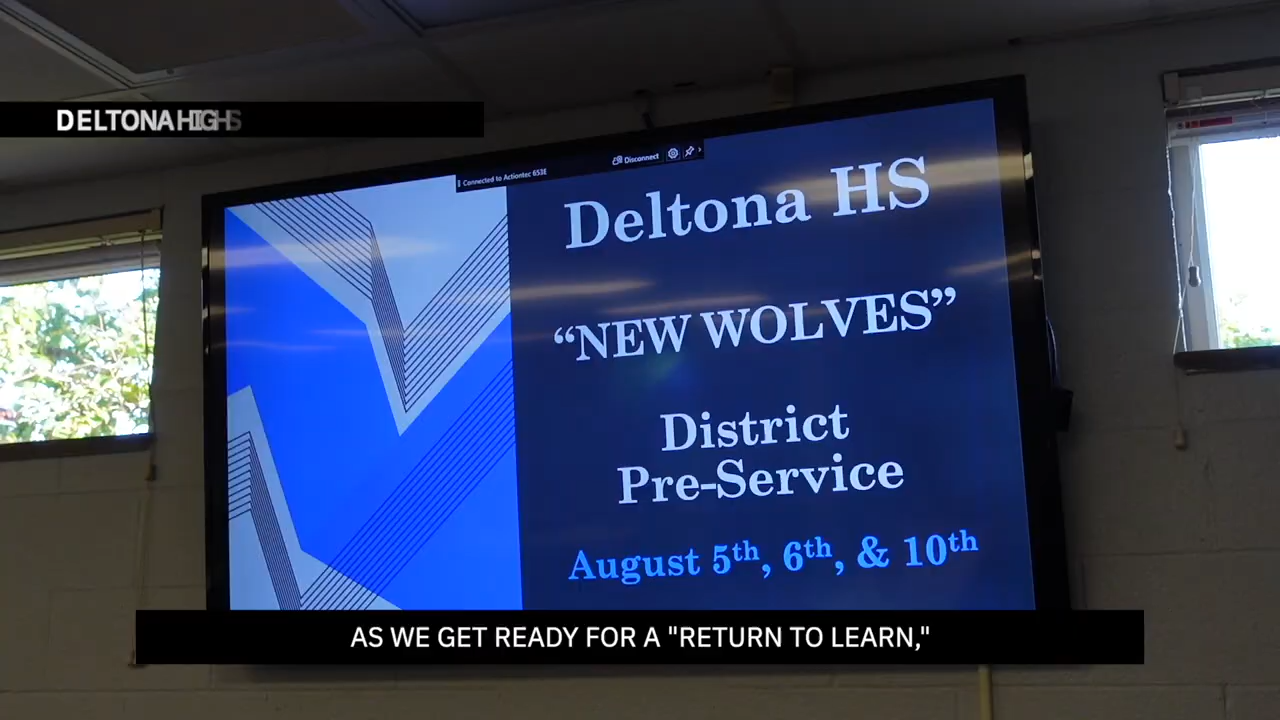 DELTONA HIGHS
Connected to Actiontec 653E
Disconnect
Deltona HS
“NEW WOLVES”
District
Pre-Service
August 5th, 6th, & 10th
AS WE GET READY FOR A "RETURN TO LEARN,"